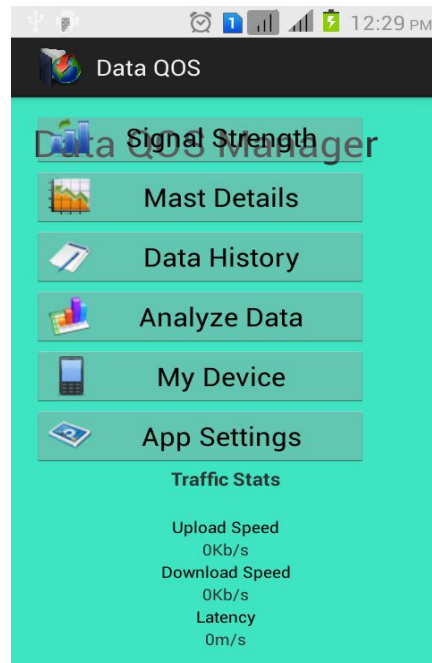 1
12:29 PM
Data QOS
Data QOS Manager
Signal Strength
Mast Details
Data History
Analyze Data
My Device
App Settings
Traffic Stats
Upload Speed
0Kb/s
Download Speed
0Kb/s
Latency
0m/s